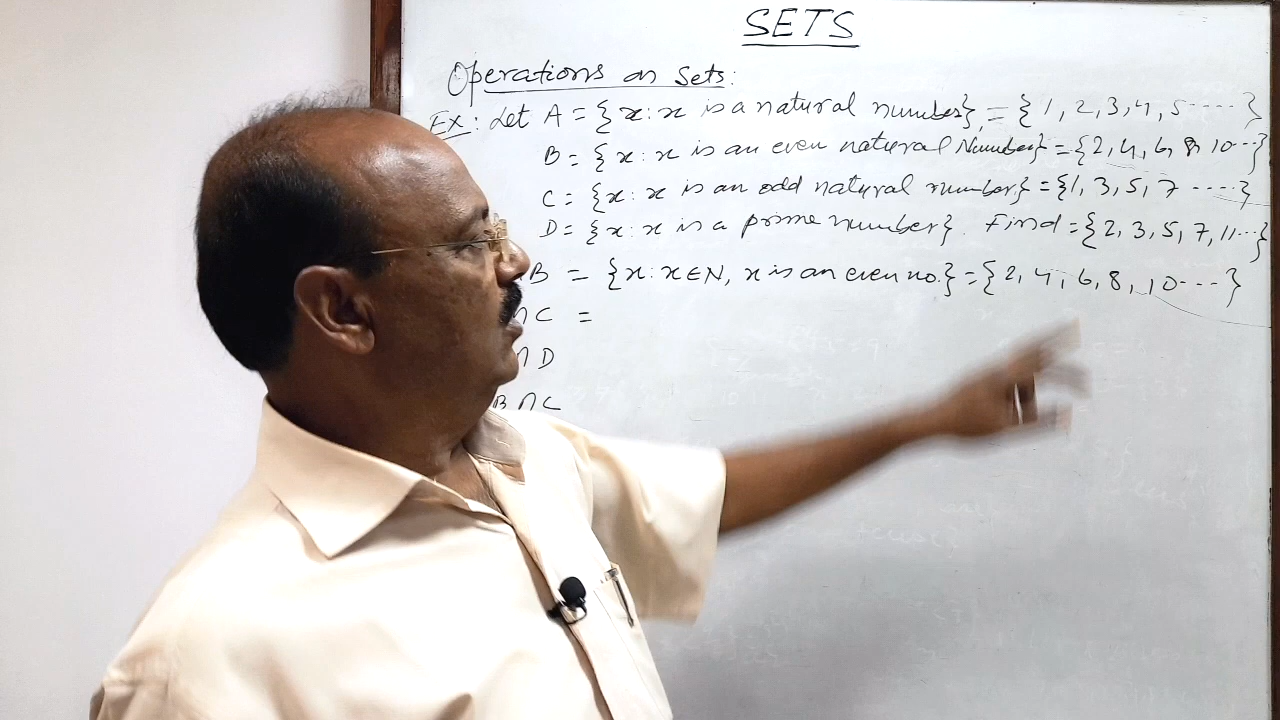 SETS
Operations on Sets:
EX: Let A = {x: x is a natural number} = {1, 2, 3, 4, 5 .....}
B = {x: x is an even natural Number} = {2, 4, 6, 8, 10...}
C = {x: x is an odd natural number} = {1, 3, 5, 7 .....}
D = {x: x is a prime number}. Find = {2, 3, 5, 7, 11...}
B = {x: x∈N, x is an even no.} = {2, 4, 6, 8, 10...}
∩ C =
∩ D
B ∩ C